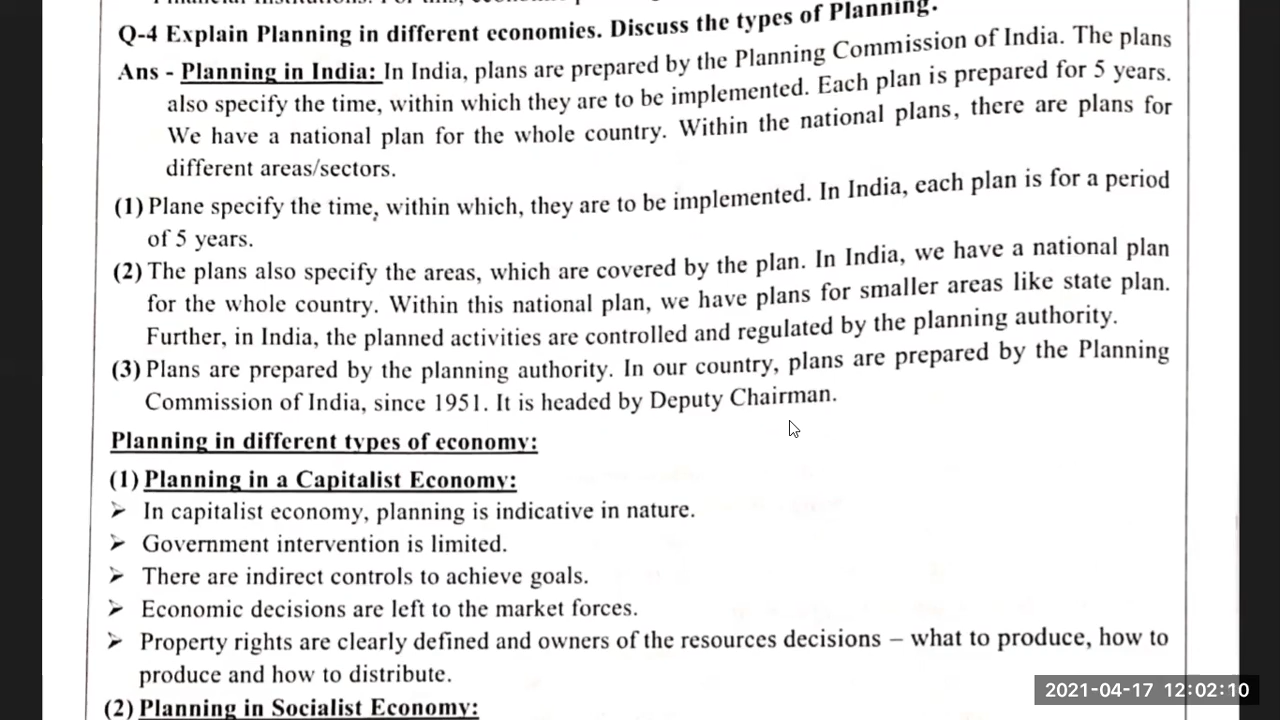 Q-4 Explain Planning in different economies. Discuss the types of Planning.
Ans - Planning in India: In India, plans are prepared by the Planning Commission of India. The plans
also specify the time, within which they are to be implemented. Each plan is prepared for 5 years.
We have a national plan for the whole country. Within the national plans, there are plans for
different areas/sectors.
(1) Plane specify the time, within which, they are to be implemented. In India, each plan is for a period
of 5 years.
(2) The plans also specify the areas, which are covered by the plan. In India, we have a national plan
for the whole country. Within this national plan, we have plans for smaller areas like state plan.
Further, in India, the planned activities are controlled and regulated by the planning authority.
(3) Plans are prepared by the planning authority. In our country, plans are prepared by the Planning
Commission of India, since 1951. It is headed by Deputy Chairman.
Planning in different types of economy:
(1) Planning in a Capitalist Economy:
➢ In capitalist economy, planning is indicative in nature.
➢ Government intervention is limited.
➢ There are indirect controls to achieve goals.
➢ Economic decisions are left to the market forces.
➢ Property rights are clearly defined and owners of the resources decisions – what to produce, how to
produce and how to distribute.
(2) Planning in Socialist Economy:
2021-04-17 12:02:10